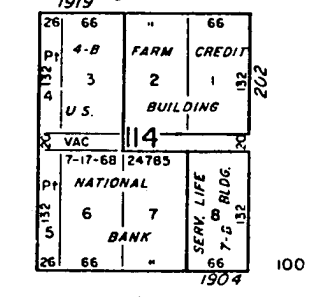 1919
26 66 " 66
Pt 4-B FARM CREDIT
132 3 2 1 132 202
4
U.S. BUILDING
20 VAC 114 20
7-17-68 24785
Pt NATIONAL SERV. LIFE
132 6 7 8 132
5 BANK 7-B BLDG.
26 66 " 66
1904 100